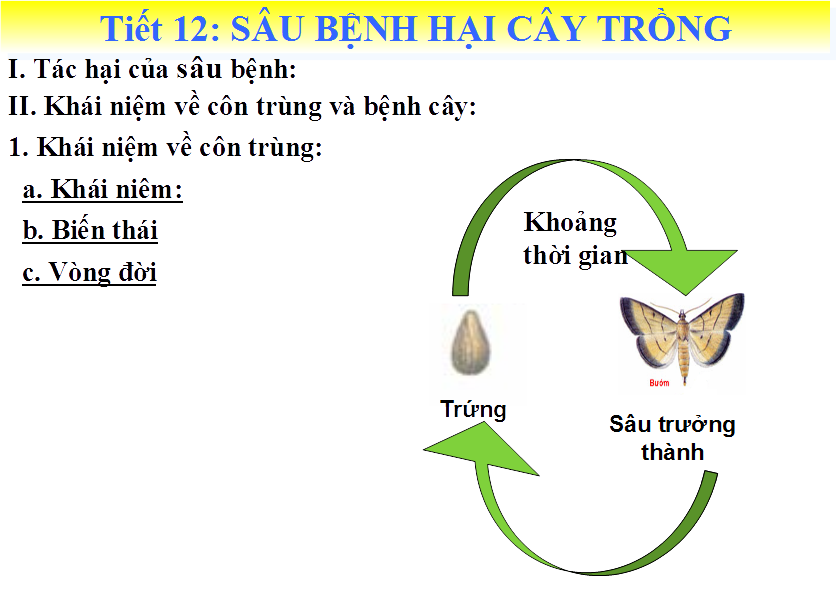 Tiết 12: SÂU BỆNH HẠI CÂY TRỒNG
I. Tác hại của sâu bệnh:
II. Khái niệm về côn trùng và bệnh cây:
1. Khái niệm về côn trùng:
a. Khái niêm:
b. Biến thái
c. Vòng đời
Khoảng
thời gian
Bướm
Trứng
Sâu trưởng
thành